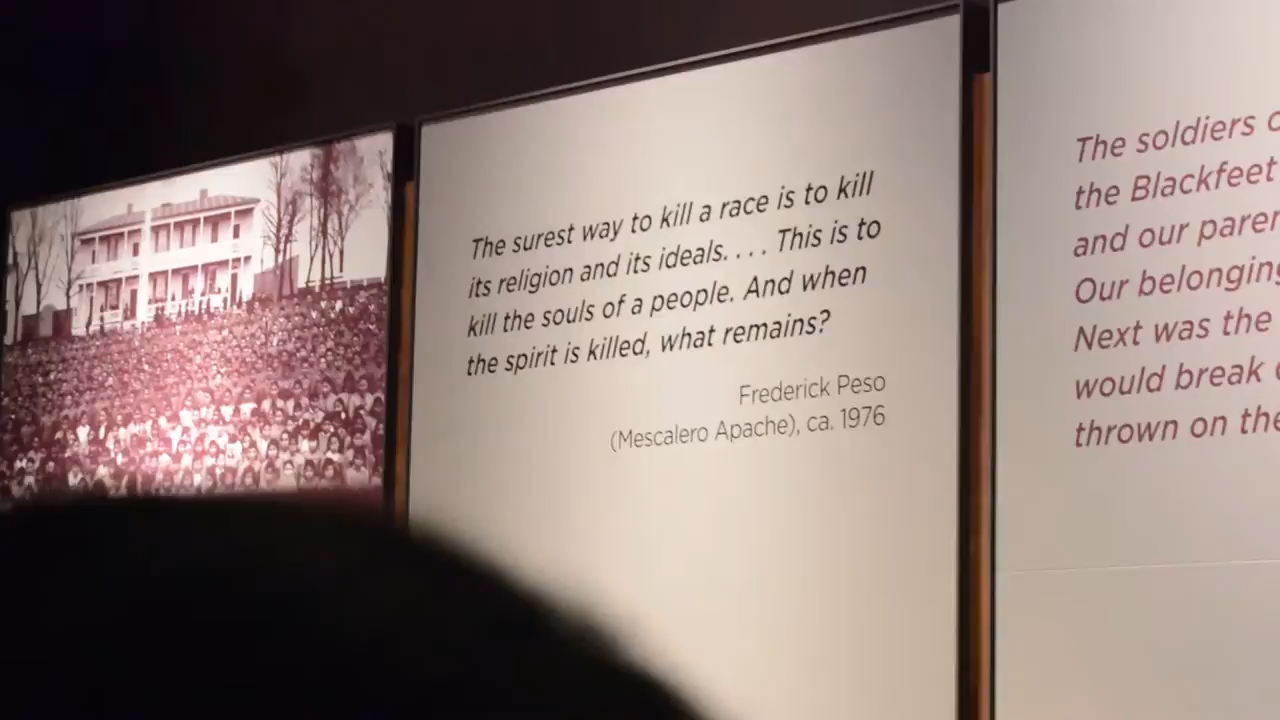 The surest way to kill a race is to kill
its religion and its ideals. . . . This is to
kill the souls of a people. And when
the spirit is killed, what remains?
Frederick Peso
(Mescalero Apache), ca. 1976
The soldiers
the Blackfeet
and our
Our
Next was the
would break
thrown on